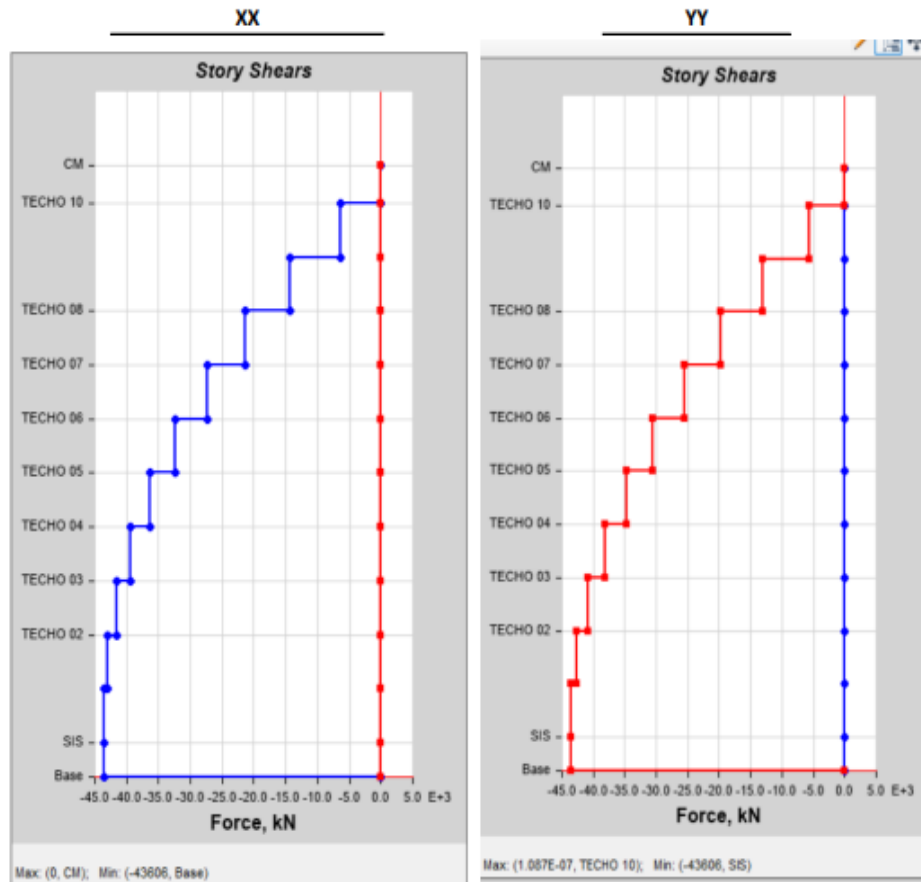 XX
Story Shears
CM
TECHO 10
TECHO 08
TECHO 07
TECHO 06
TECHO 05
TECHO 04
TECHO 03
TECHO 02
SIS
Base
-45.0 -40.0 -35.0 -30.0 -25.0 -20.0 -15.0 -10.0 -5.0 0.0 5.0 E+3
Force, kN
Max: (0, CM); Min: (-43606, Base)
YY
Story Shears
CM
TECHO 10
TECHO 08
TECHO 07
TECHO 06
TECHO 05
TECHO 04
TECHO 03
TECHO 02
SIS
Base
-45.0 -40.0 -35.0 -30.0 -25.0 -20.0 -15.0 -10.0 -5.0 0.0 5.0 E+3
Force, kN
Max: (1.087E-07, TECHO 10); Min: (-43606, SIS)